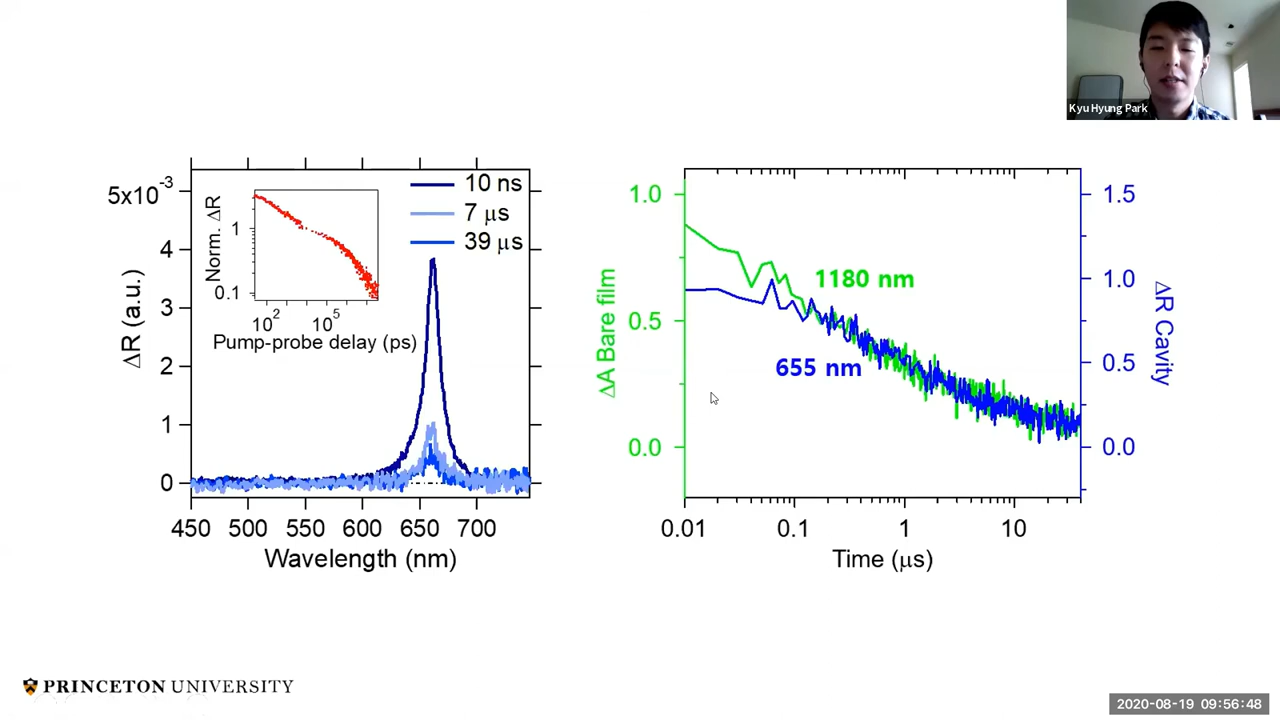 Kyu Hyung Park
5x10-3
4
3
2
1
0
ΔR (a.u.)
450 500 550 600 650 700
Wavelength (nm)
10 ns
7 μs
39 μs
Norm. ΔR
1
0.1
10² 10⁵
Pump-probe delay (ps)
1.0
0.5
0.0
ΔA Bare film
1180 nm
655 nm
1.5
1.0
0.5
0.0
ΔR Cavity
0.01 0.1 1 10
Time (μs)
PRINCETON UNIVERSITY
2020-08-19 09:56:48